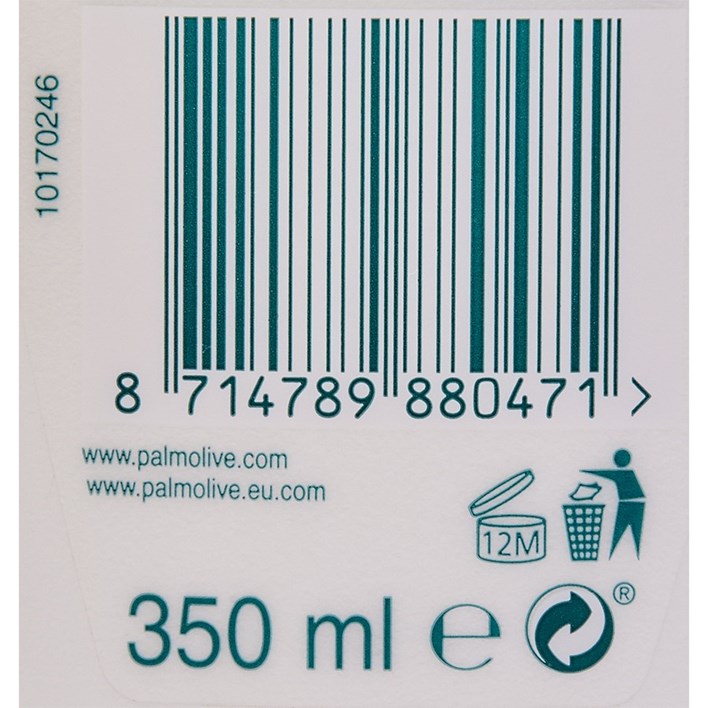 10170246
8 714789 880471 >
www.palmolive.com
www.palmolive.eu.com
12M
350 ml e
®